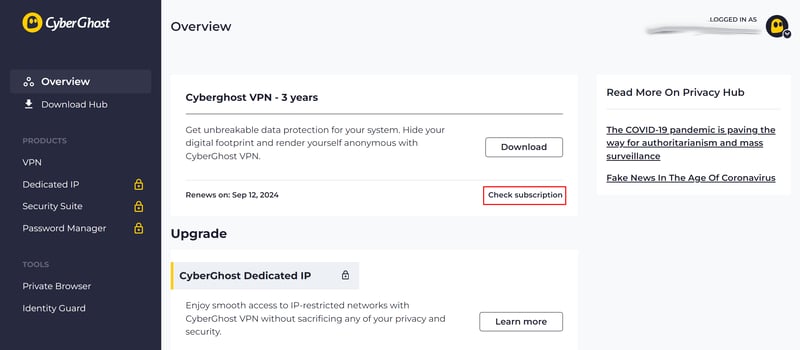 CyberGhost
Overview
LOGGED IN AS
Overview
Download Hub
PRODUCTS
VPN
Dedicated IP
Security Suite
Password Manager
TOOLS
Private Browser
Identity Guard
Cyberghost VPN - 3 years
Get unbreakable data protection for your system. Hide your
digital footprint and render yourself anonymous with
CyberGhost VPN.
Download
Renews on: Sep 12, 2024
Check subscription
Upgrade
CyberGhost Dedicated IP
Enjoy smooth access to IP-restricted networks with
CyberGhost VPN without sacrificing any of your privacy and
security.
Learn more
Read More On Privacy Hub
The COVID-19 pandemic is paving the
way for authoritarianism and mass
surveillance
Fake News In The Age Of Coronavirus